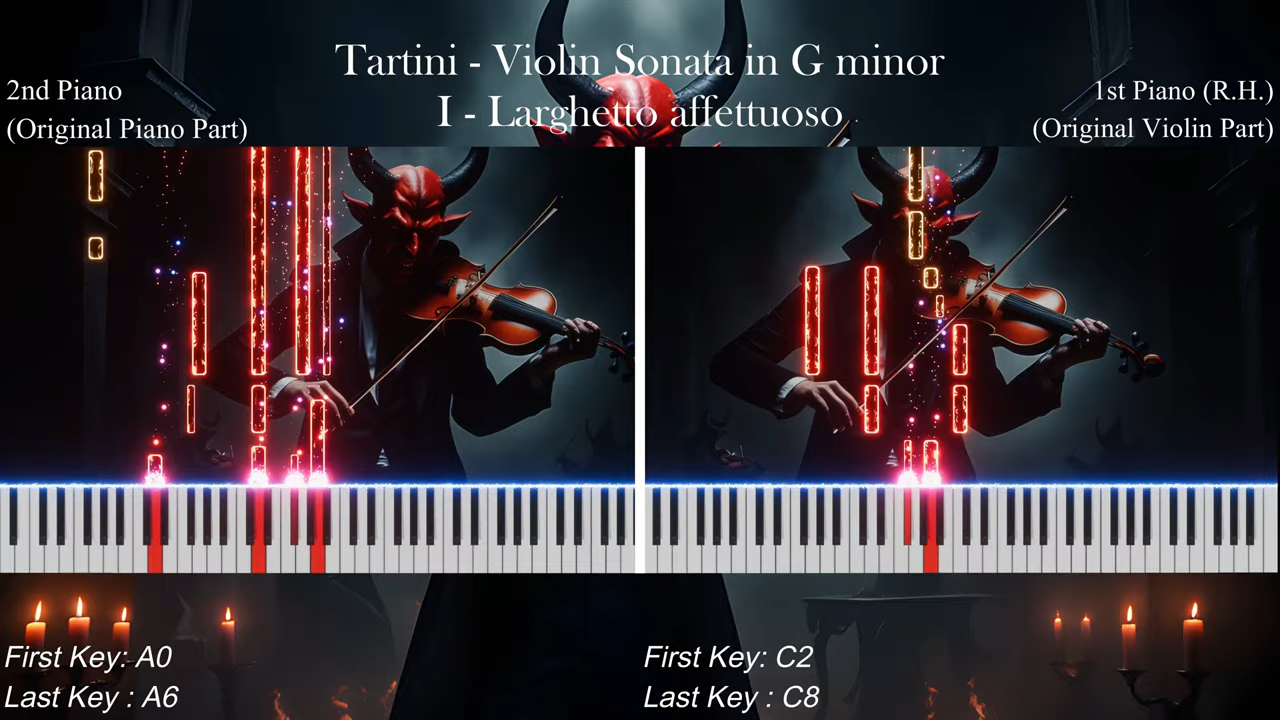 Tartini - Violin Sonata in G minor
I - Larghetto affettuoso
2nd Piano
(Original Piano Part)
1st Piano (R.H.)
(Original Violin Part)
First Key: A0
Last Key : A6
First Key: C2
Last Key : C8